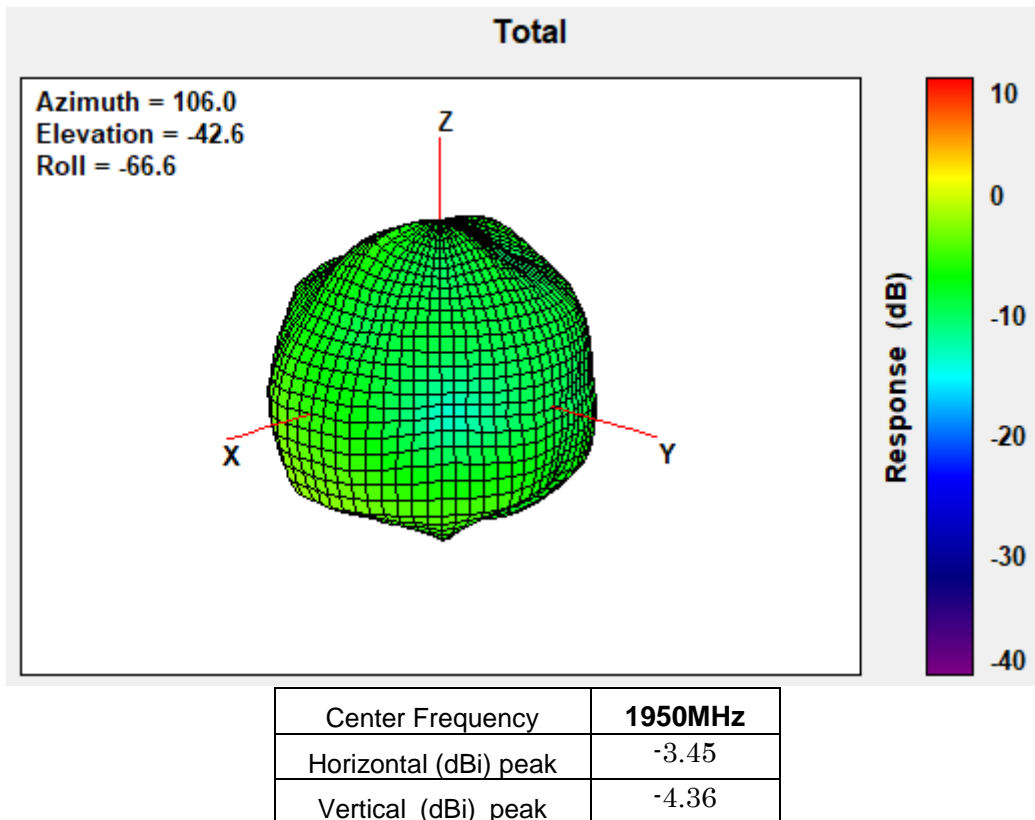 Total
Azimuth = 106.0
Elevation = -42.6
Roll = -66.6
Z
X
Y
10
0
-10
-20
-30
-40
Response (dB)
Center Frequency 1950MHz
Horizontal (dBi) peak -3.45
Vertical (dBi) peak -4.36